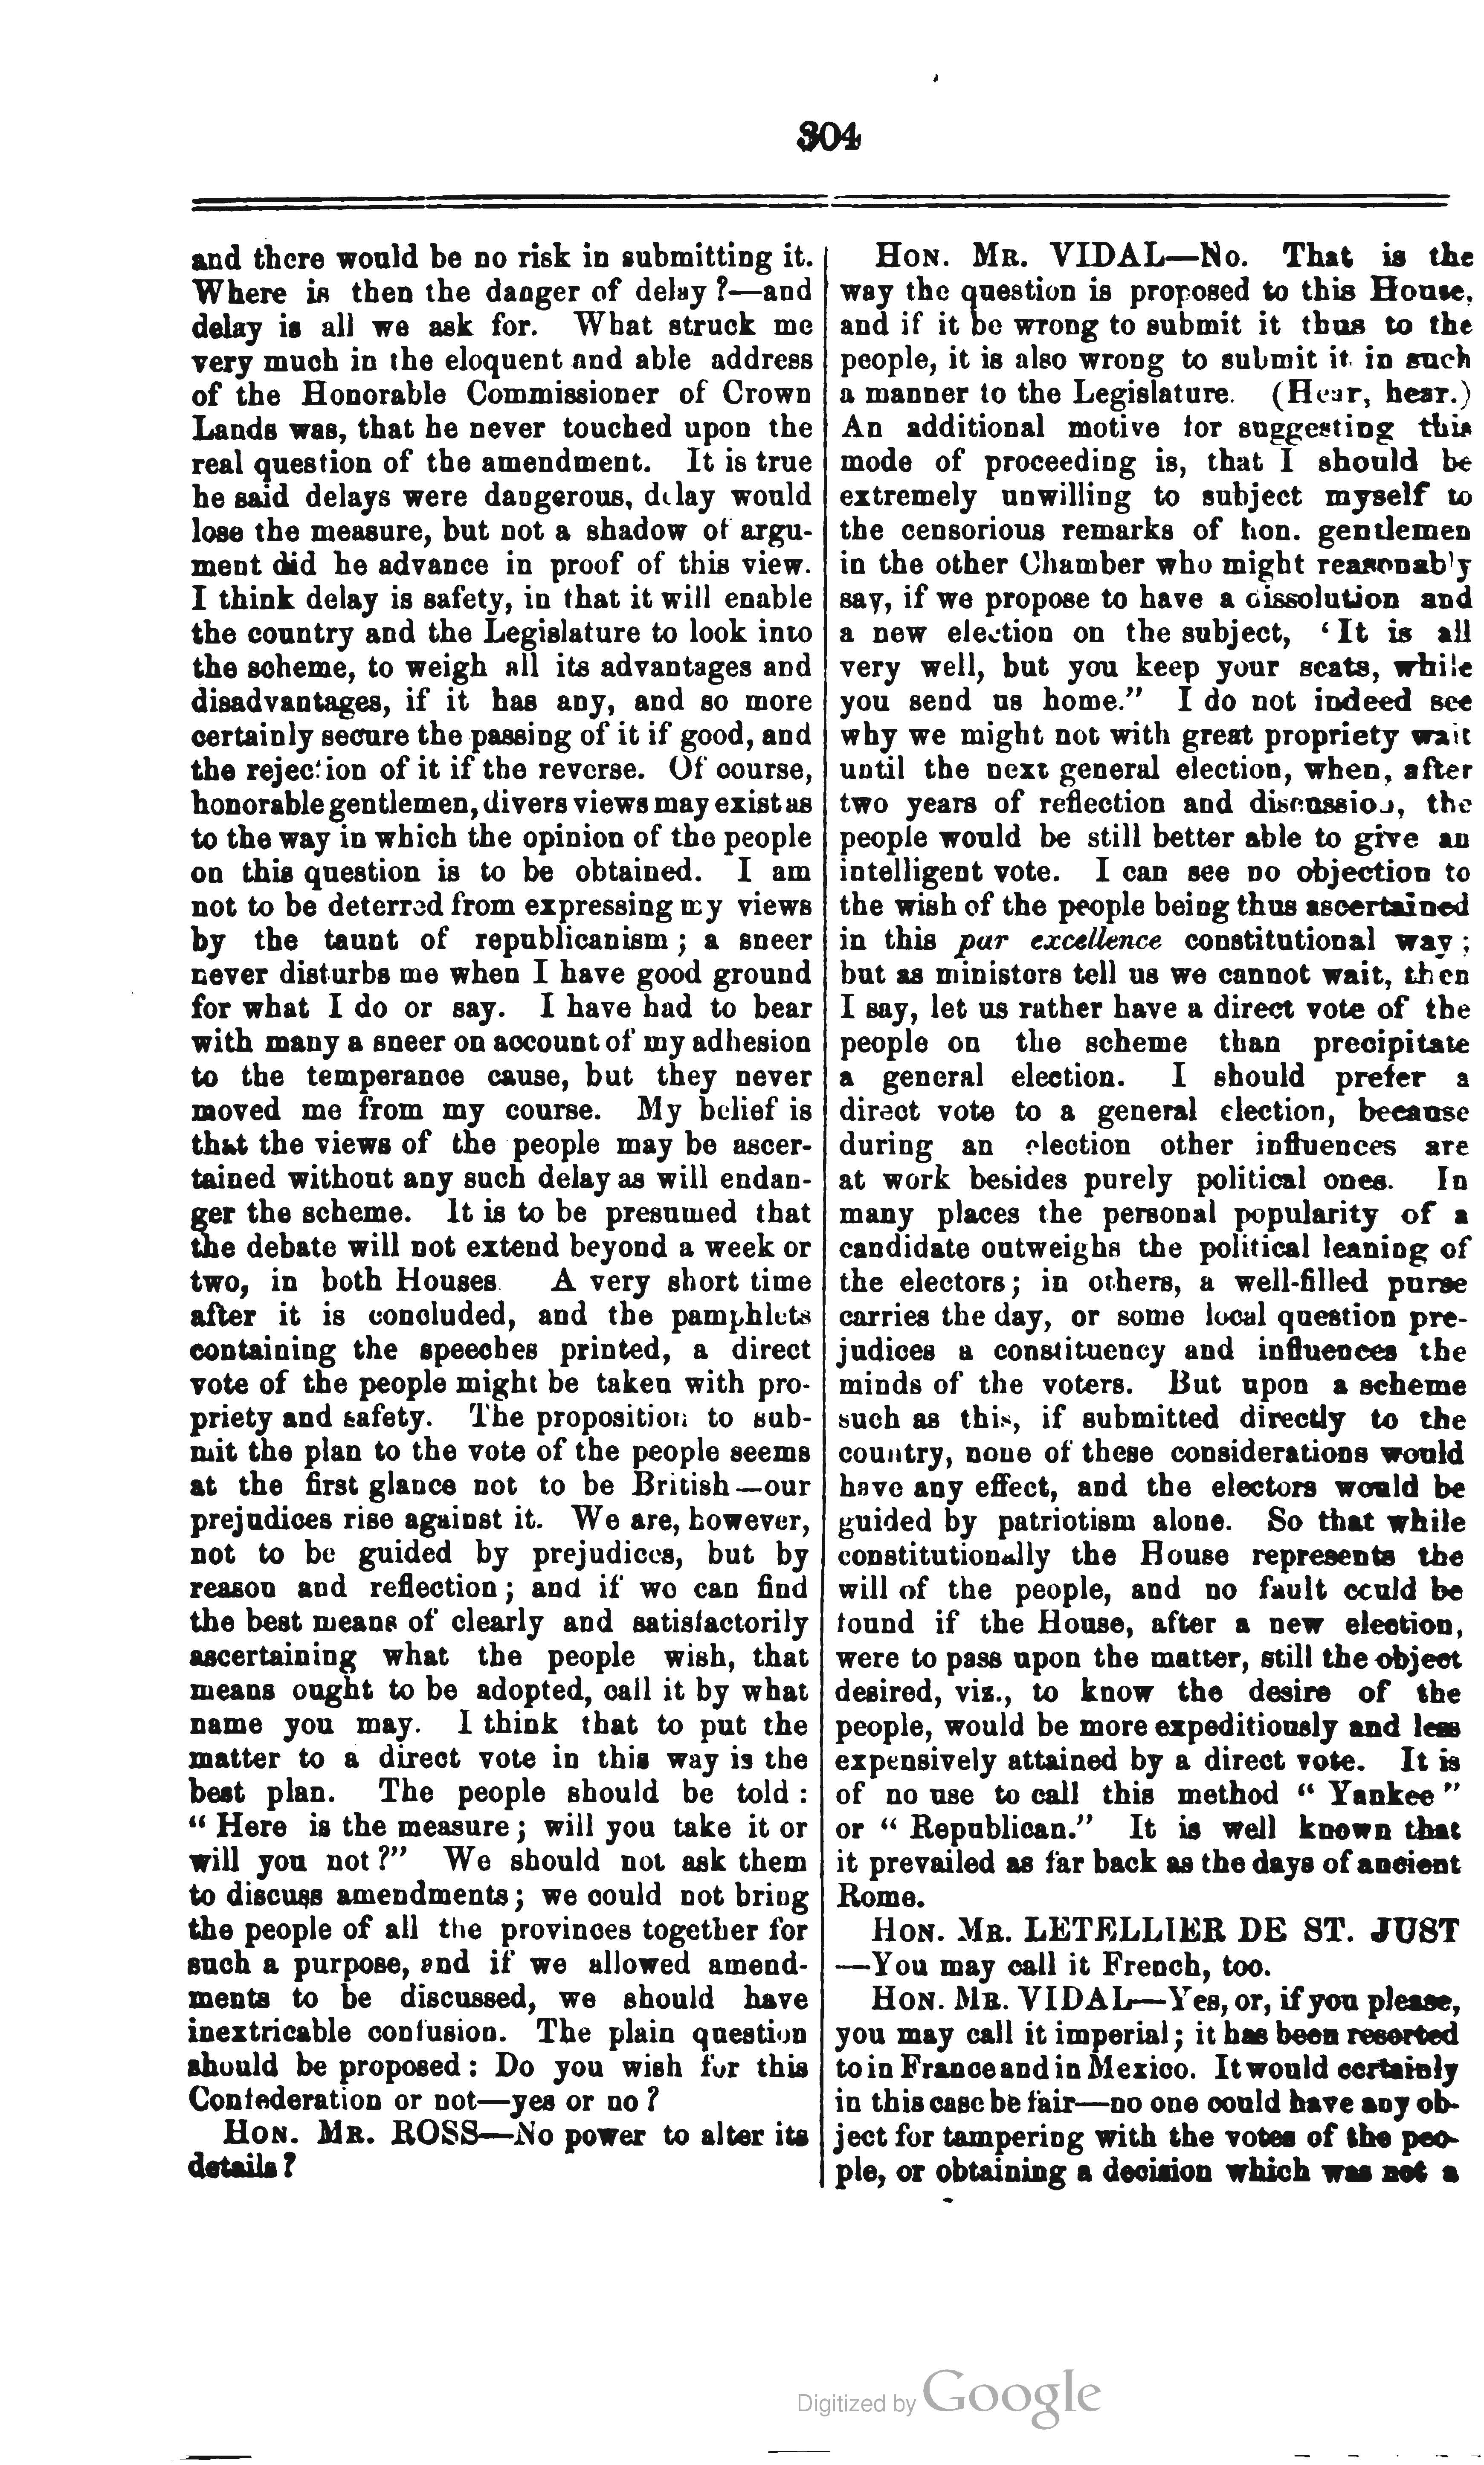 304
and there would be no risk in submitting it.
Where is then the danger of delay ?—and
delay is all we ask for. What struck me
very much in the eloquent and able address
of the Honorable Commissioner of Crown
Lands was, that he never touched upon the
real question of the amendment. It is true
he said delays were dangerous, delay would
lose the measure, but not a shadow of argu-
ment did he advance in proof of this view.
I think delay is safety, in that it will enable
the country and the Legislature to look into
the scheme, to weigh all its advantages and
disadvantages, if it has any, and so more
certainly secure the passing of it if good, and
the rejection of it if the reverse. Of course,
honorable gentlemen, divers views may exist as
to the way in which the opinion of the people
on this question is to be obtained. I am
not to be deterred from expressing my views
by the taunt of republicanism ; a sneer
never disturbs me when I have good ground
for what I do or say. I have had to bear
with many a sneer on account of my adhesion
to the temperance cause, but they never
moved me from my course. My belief is
that the views of the people may be ascer-
tained without any such delay as will endan-
ger the scheme. It is to be presumed that
the debate will not extend beyond a week or
two, in both Houses. A very short time
after it is concluded, and the pamphlets
containing the speeches printed, a direct
vote of the people might be taken with pro-
priety and safety. The proposition to sub-
mit the plan to the vote of the people seems
at the first glance not to be British—our
prejudices rise against it. We are, however,
not to be guided by prejudices, but by
reason and reflection ; and if we can find
the best means of clearly and satisfactorily
ascertaining what the people wish, that
means ought to be adopted, call it by what
name you may. I think that to put the
matter to a direct vote in this way is the
best plan. The people should be told :
“ Here is the measure ; will you take it or
will you not ?” We should not ask them
to discuss amendments ; we could not bring
the people of all the provinces together for
such a purpose, and if we allowed amend-
ments to be discussed, we should have
inextricable confusion. The plain question
should be proposed : Do you wish for this
Confederation or not—yes or no ?
HON. MR. ROSS—No power to alter its
details ?
HON. MR. VIDAL—No. That is the
way the question is proposed to this House,
and if it be wrong to submit it thus to the
people, it is also wrong to submit it in such
a manner to the Legislature. (Hear, hear.)
An additional motive for suggesting this
mode of proceeding is, that I should be
extremely unwilling to subject myself to
the censorious remarks of hon. gentlemen
in the other Chamber who might reasonably
say, if we propose to have a dissolution and
a new election on the subject, ‘ It is all
very well, but you keep your seats, while
you send us home.” I do not indeed see
why we might not with great propriety wait
until the next general election, when, after
two years of reflection and discussion, the
people would be still better able to give an
intelligent vote. I can see no objection to
the wish of the people being thus ascertained
in this par excellence constitutional way ;
but as ministers tell us we cannot wait, then
I say, let us rather have a direct vote of the
people on the scheme than precipitate
a general election. I should prefer a
direct vote to a general election, because
during an election other influences are
at work besides purely political ones. In
many places the personal popularity of a
candidate outweighs the political leaning of
the electors ; in others, a well-filled purse
carries the day, or some local question pre-
judices a constituency and influences the
minds of the voters. But upon a scheme
such as this, if submitted directly to the
country, none of these considerations would
have any effect, and the electors would be
guided by patriotism alone. So that while
constitutionally the House represents the
will of the people, and no fault could be
found if the House, after a new election,
were to pass upon the matter, still the object
desired, viz., to know the desire of the
people, would be more expeditiously and less
expensively attained by a direct vote. It is
of no use to call this method “ Yankee ”
or “ Republican.” It is well known that
it prevailed as far back as the days of ancient
Rome.
HON. MR. LETELLIER DE ST. JUST
—You may call it French, too.
HON. MR. VIDAL—Yes, or, if you please,
you may call it imperial ; it has been resorted
to in France and in Mexico. It would certainly
in this case be fair—no one could have any ob-
ject for tampering with the votes of the peo-
ple, or obtaining a decision which was not a
Digitized by Google